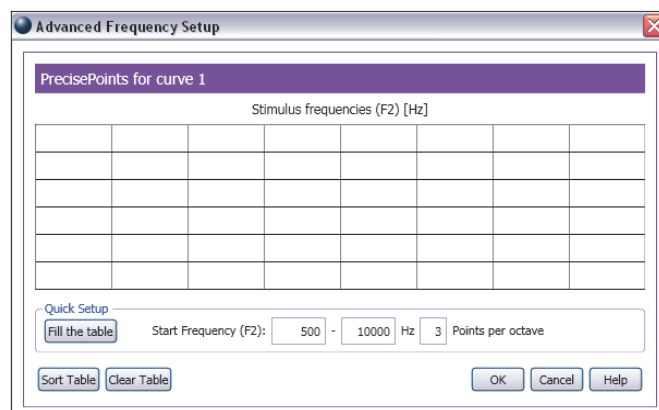 Advanced Frequency Setup
PrecisePoints for curve 1
Stimulus frequencies (F2) [Hz]
Quick Setup
Fill the table Start Frequency (F2): 500 - 10000 Hz 3 Points per octave
Sort Table Clear Table OK Cancel Help